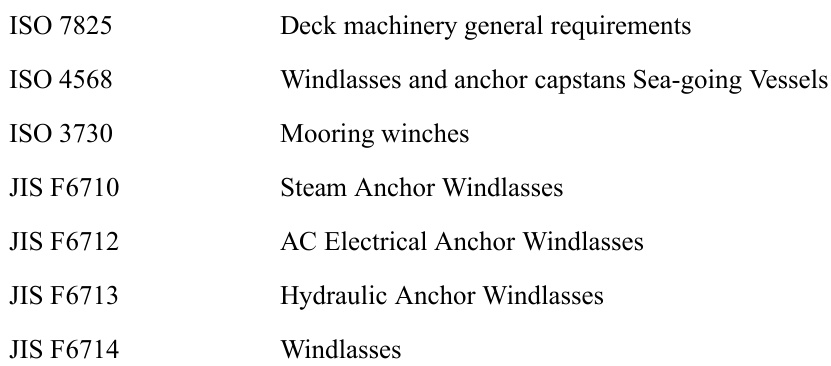 ISO 7825 Deck machinery general requirements
ISO 4568 Windlasses and anchor capstans Sea-going Vessels
ISO 3730 Mooring winches
JIS F6710 Steam Anchor Windlasses
JIS F6712 AC Electrical Anchor Windlasses
JIS F6713 Hydraulic Anchor Windlasses
JIS F6714 Windlasses